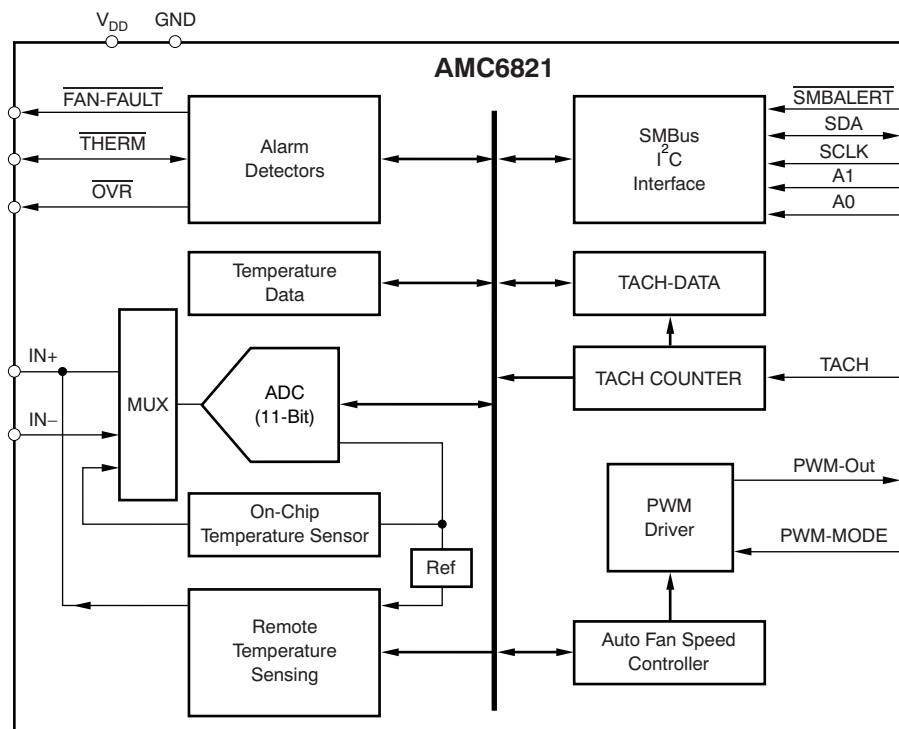 VDD GND
AMC6821
FAN-FAULT
THERM
OVR
Alarm
Detectors
SMBus
I2C
Interface
SMBALERT
SDA
SCLK
A1
A0
Temperature
Data
TACH-DATA
IN+
IN–
MUX
ADC
(11-Bit)
TACH COUNTER
TACH
On-Chip
Temperature Sensor
Ref
PWM
Driver
PWM-Out
PWM-MODE
Remote
Temperature
Sensing
Auto Fan Speed
Controller